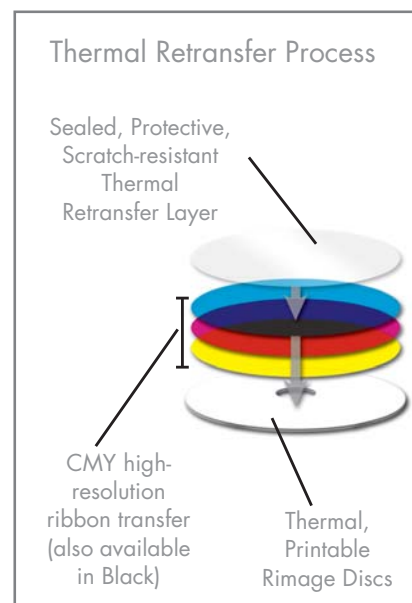 Thermal Retransfer Process
Sealed, Protective,
Scratch-resistant
Thermal
Retransfer Layer
CMY high-
resolution
ribbon transfer
(also available
in Black)
Thermal,
Printable
Rimage Discs